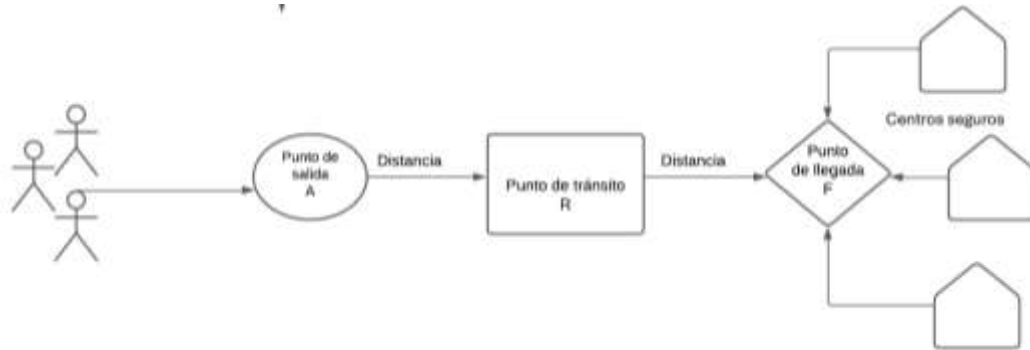 Punto de
salida
A
Distancia
Punto de tránsito
R
Distancia
Punto
de llegada
F
Centros seguros